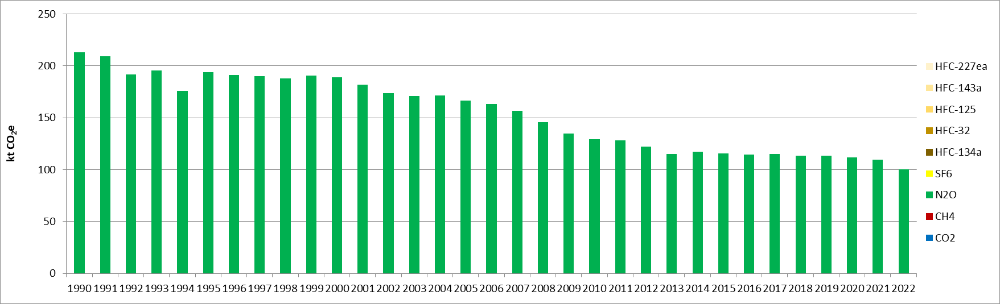 250
200
150
100
50
0
kt CO₂e
1990 1991 1992 1993 1994 1995 1996 1997 1998 1999 2000 2001 2002 2003 2004 2005 2006 2007 2008 2009 2010 2011 2012 2013 2014 2015 2016 2017 2018 2019 2020 2021 2022
HFC-227ea
HFC-143a
HFC-125
HFC-32
HFC-134a
SF6
N2O
CH4
CO2